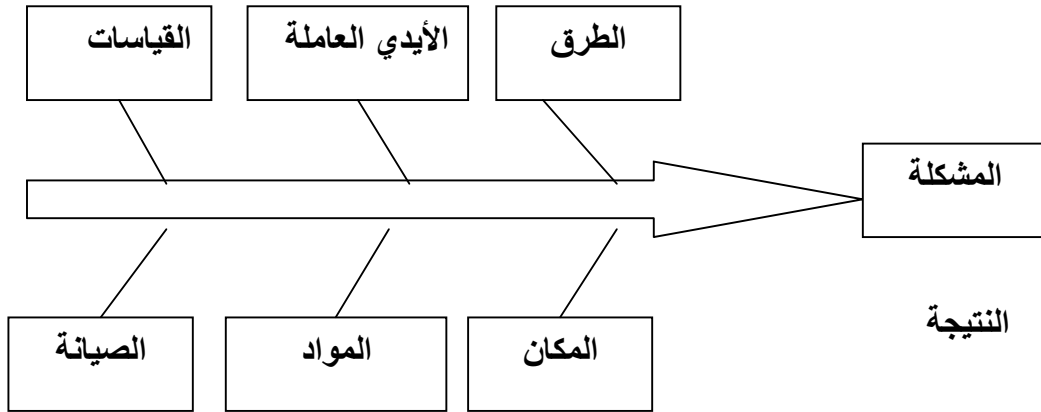 الطرق
الأيدي العاملة
القياسات
المشكلة
النتيجة
المكان
المواد
الصيانة